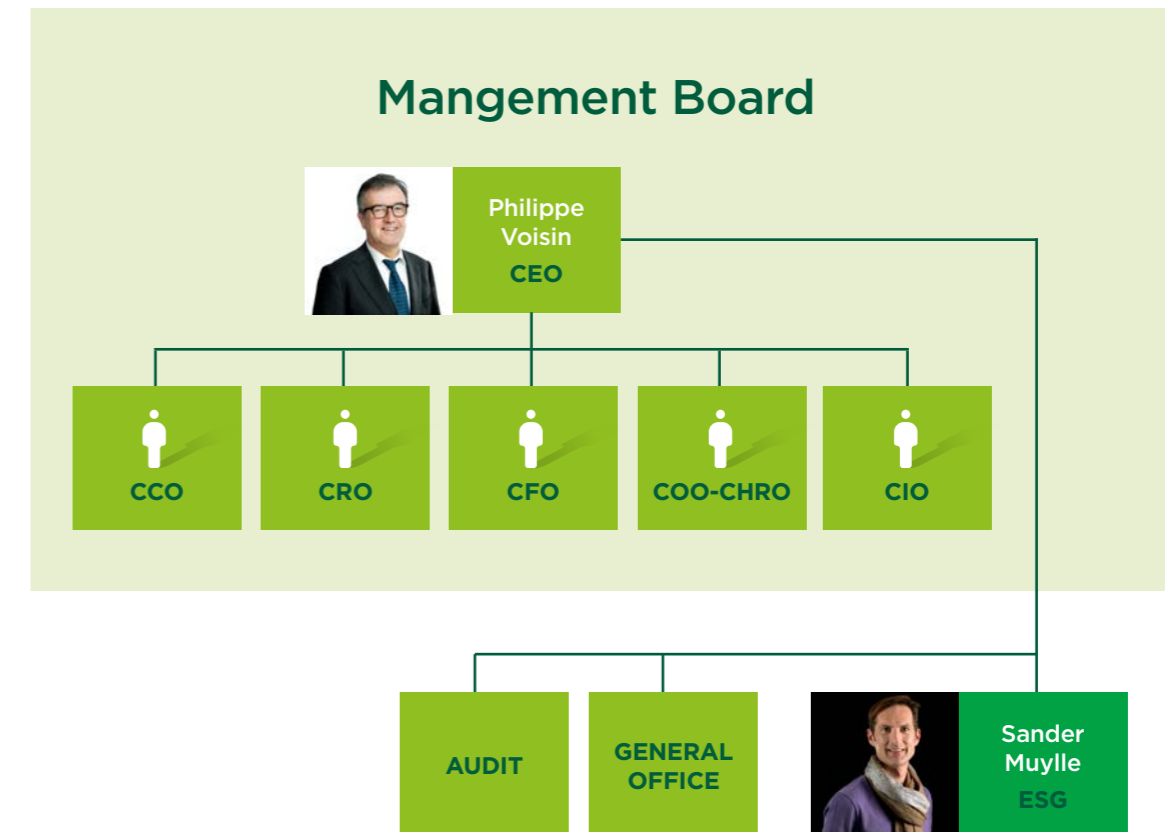 Mangement Board
Philippe
Voisin
CEO
CCO
CRO
CFO
COO-CHRO
CIO
AUDIT
GENERAL
OFFICE
Sander
Muylle
ESG